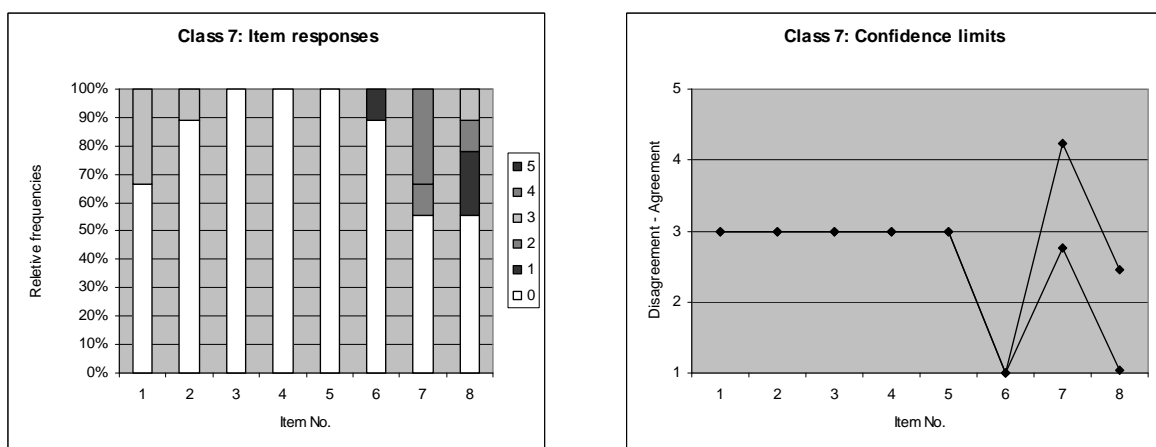 Class 7: Item responses
100%
90%
80%
70%
60%
50%
40%
30%
20%
10%
0%
Reletive frequencies
1 2 3 4 5 6 7 8
Item No.
5
4
3
2
1
0
Class 7: Confidence limits
5
4
3
2
1
Disagreement - Agreement
1 2 3 4 5 6 7 8
Item No.